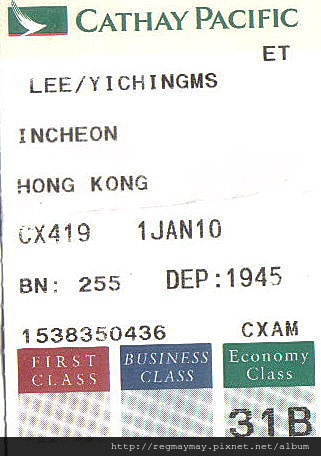 CATHAY PACIFIC
ET
LEE/YICHINGMS
INCHEON
HONG KONG
CX419 1JAN10
BN: 255 DEP:1945
1538350436 CXAM
FIRST CLASS BUSINESS CLASS Economy Class
31B
http://regmaymay.pixnet.net/album